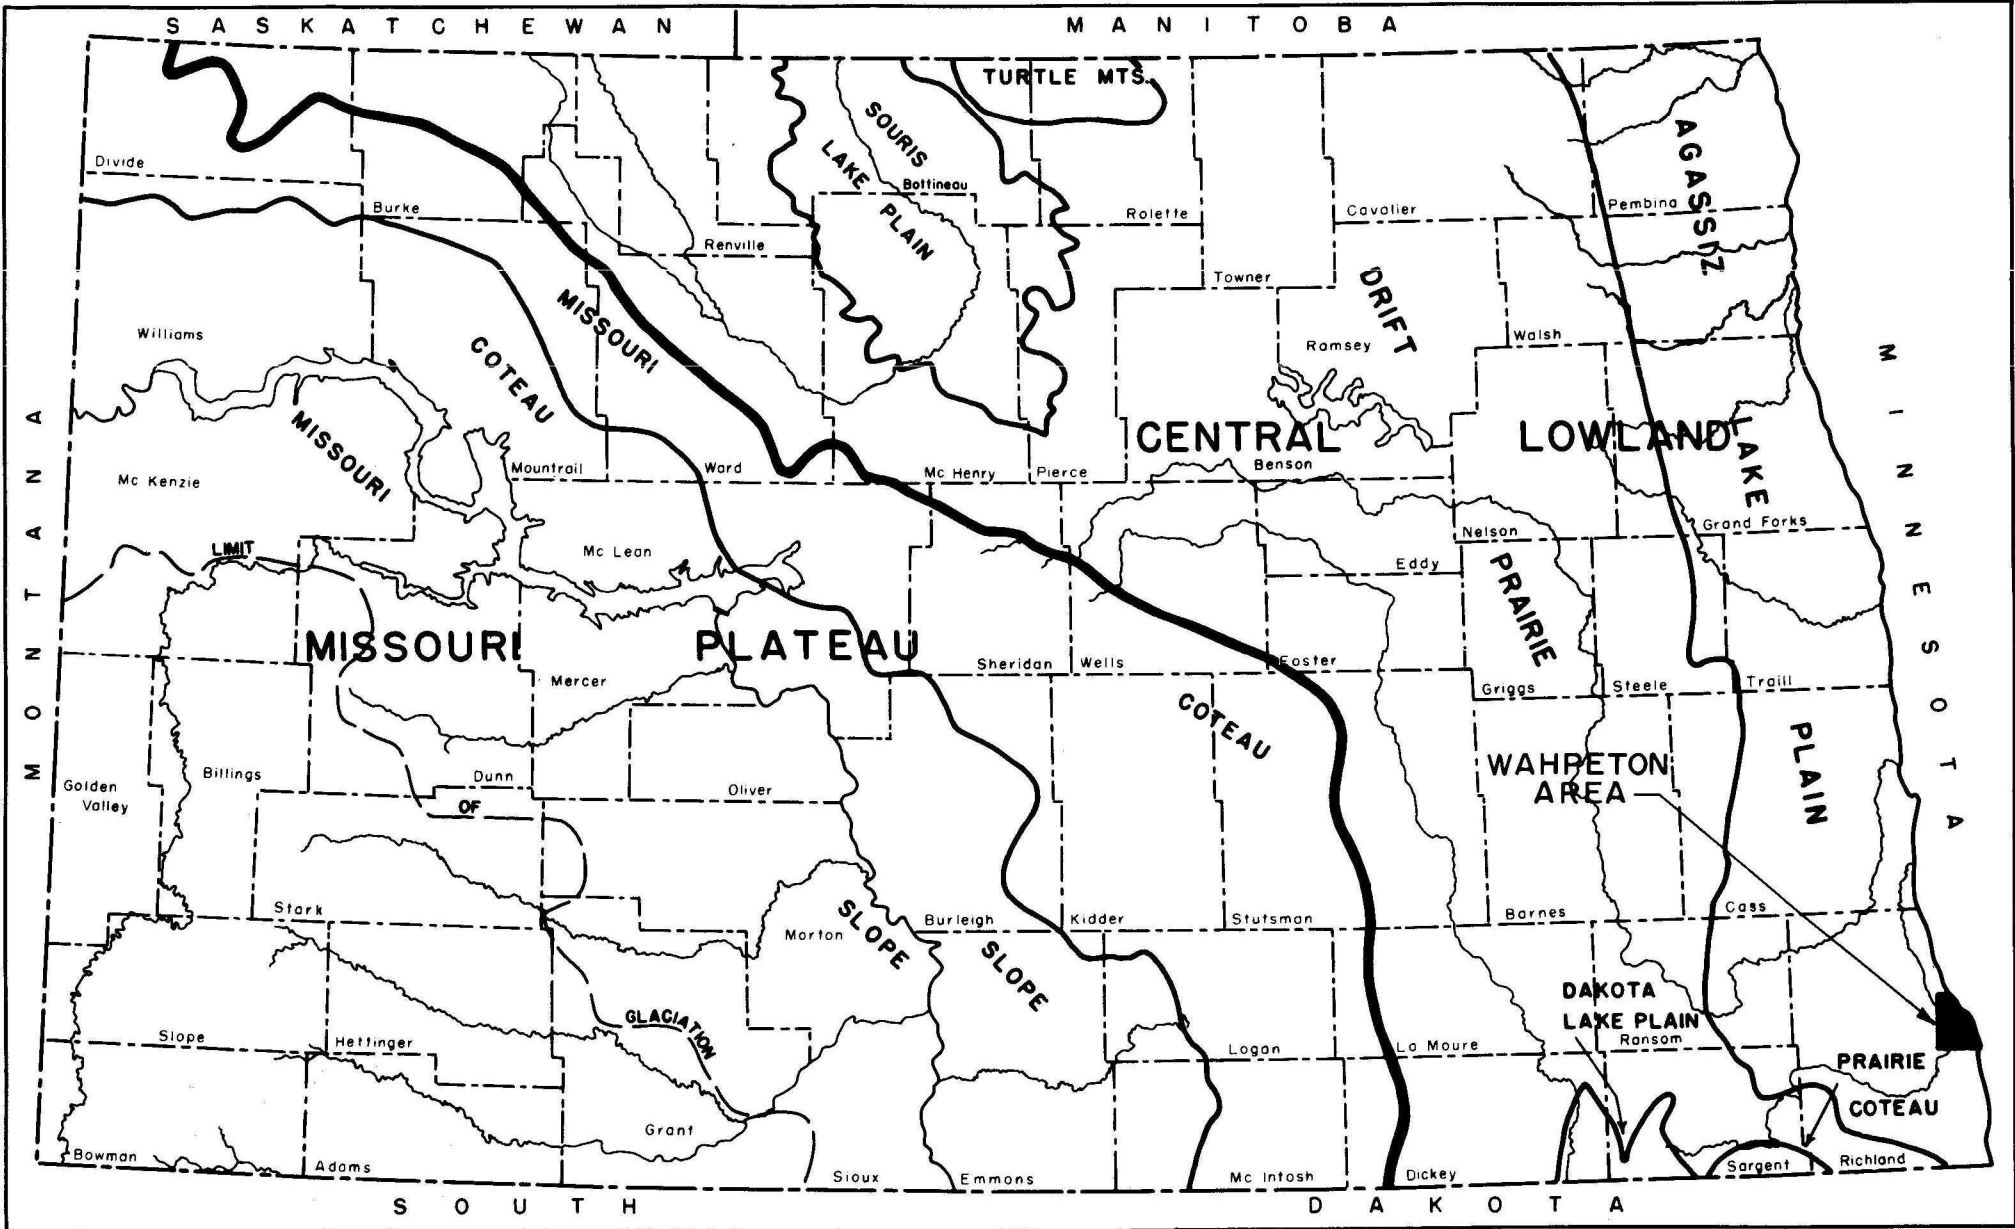 SASKATCHEWAN
MANITOBA
TURTLE MTS.
SOURIS
LAKE
PLAIN
AGASSIZ
LAKE
PLAIN
Divide
Burke
Renville
Bottineau
Rolette
Cavalier
Pembina
Towner
DRIFT
PRAIRIE
Williams
MISSOURI
COTEAU
Ramsey
Walsh
MINNESOTA
MONTANA
MISSOURI
Mc Kenzie
Mountrail
Ward
Mc Henry
Pierce
Benson
CENTRAL LOWLAND
Nelson
Grand Forks
LIMIT
Mc Lean
Eddy
MISSOURI PLATEAU
Sheridan
Wells
Foster
Griggs
Steele
Traill
Mercer
COTEAU
WAHPETON
AREA
Golden
Valley
Billings
Dunn
OF
Oliver
Stark
Morton
SLOPE
Burleigh
SLOPE
Kidder
Stutsman
Barnes
Cass
DAKOTA
LAKE PLAIN
Slope
Hettinger
GLACIATION
Logan
La Moure
Ransom
PRAIRIE
COTEAU
Grant
Bowman
Adams
Sioux
Emmons
Mc Intosh
Dickey
Sargent
Richland
SOUTH DAKOTA